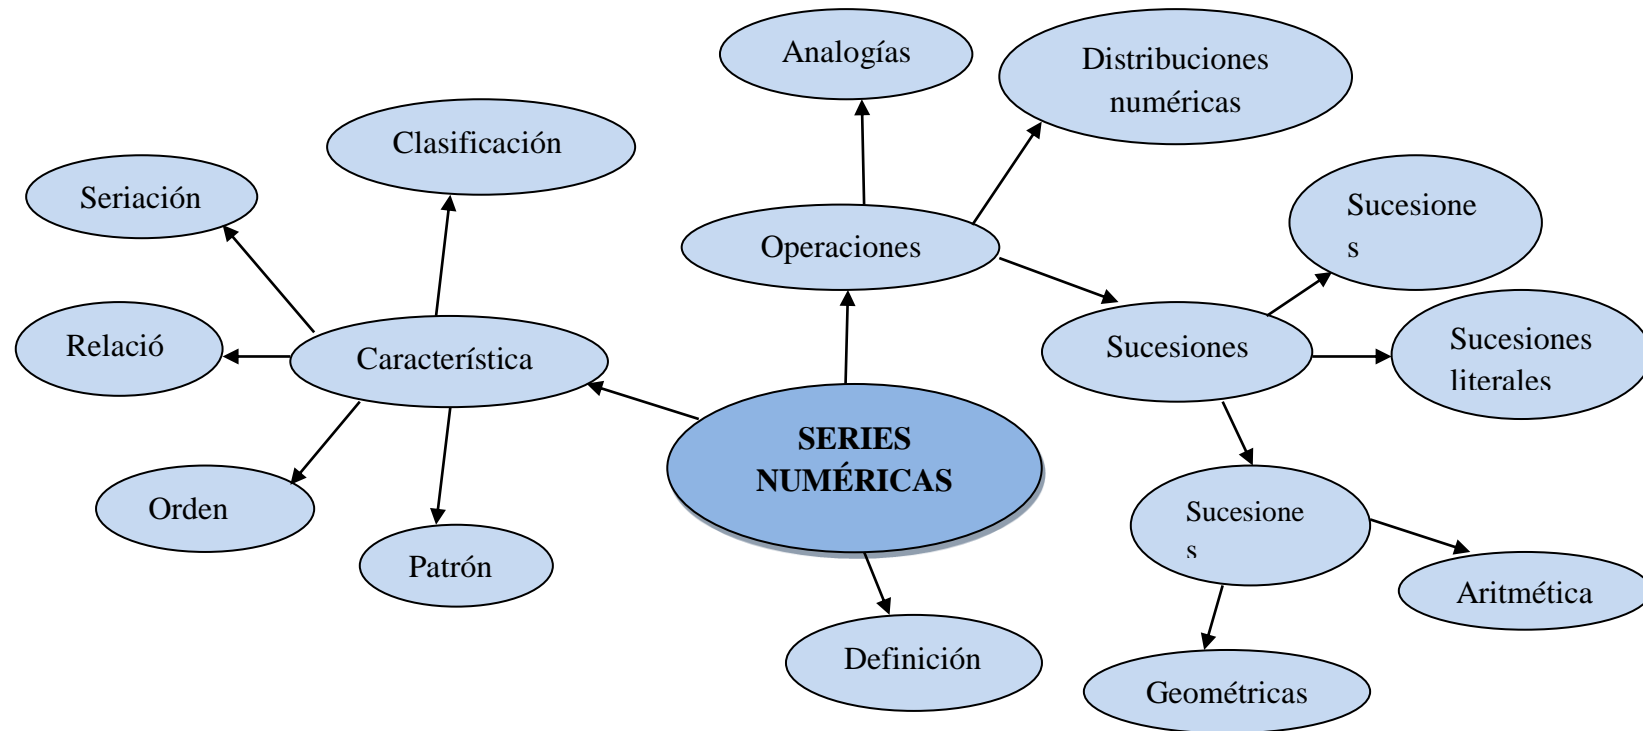 Analogías
Distribuciones
numéricas
Clasificación
Seriación
Sucesione
s
Operaciones
Relació
Característica
Sucesiones
Sucesiones
literales
SERIES
NUMÉRICAS
Orden
Sucesione
s
Patrón
Aritmética
Definición
Geométricas